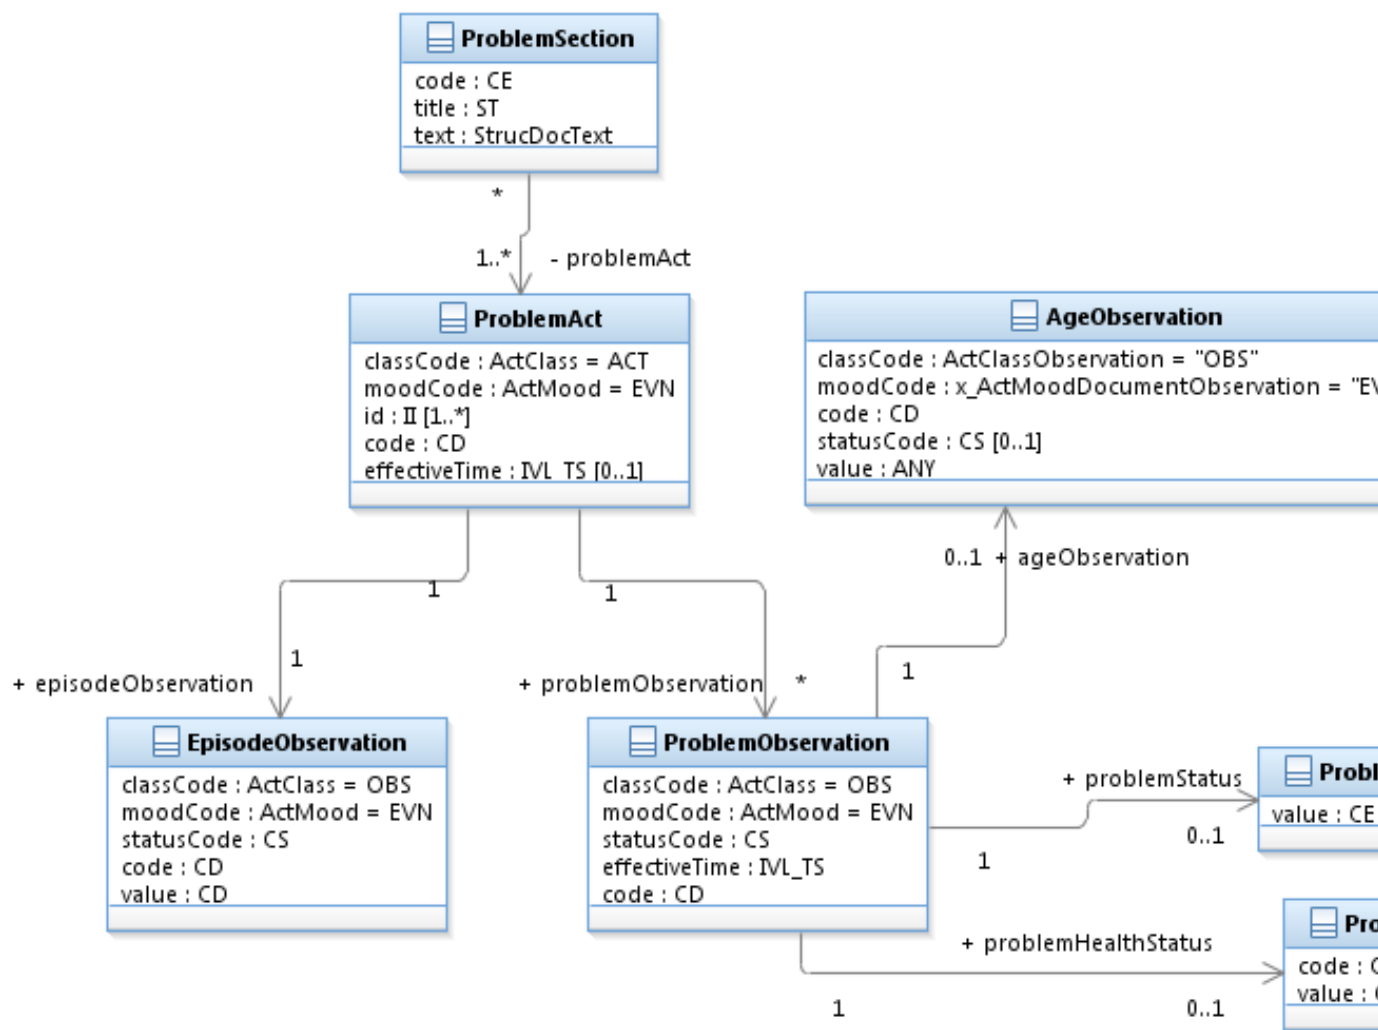 ProblemSection
code : CE
title : ST
text : StrucDocText
*
1..* - problemAct
ProblemAct
classCode : ActClass = ACT
moodCode : ActMood = EVN
id : II [1..*]
code : CD
effectiveTime : IVL_TS [0..1]
AgeObservation
classCode : ActClassObservation = "OBS"
moodCode : x_ActMoodDocumentObservation = "EV
code : CD
statusCode : CS [0..1]
value : ANY
0..1 + ageObservation
1
1
1
1
+ episodeObservation
+ problemObservation *
EpisodeObservation
classCode : ActClass = OBS
moodCode : ActMood = EVN
statusCode : CS
code : CD
value : CD
ProblemObservation
classCode : ActClass = OBS
moodCode : ActMood = EVN
statusCode : CS
effectiveTime : IVL_TS
code : CD
+ problemStatus
1
0..1
Probl
value : CE
+ problemHealthStatus
1
0..1
Pro
code :
value :